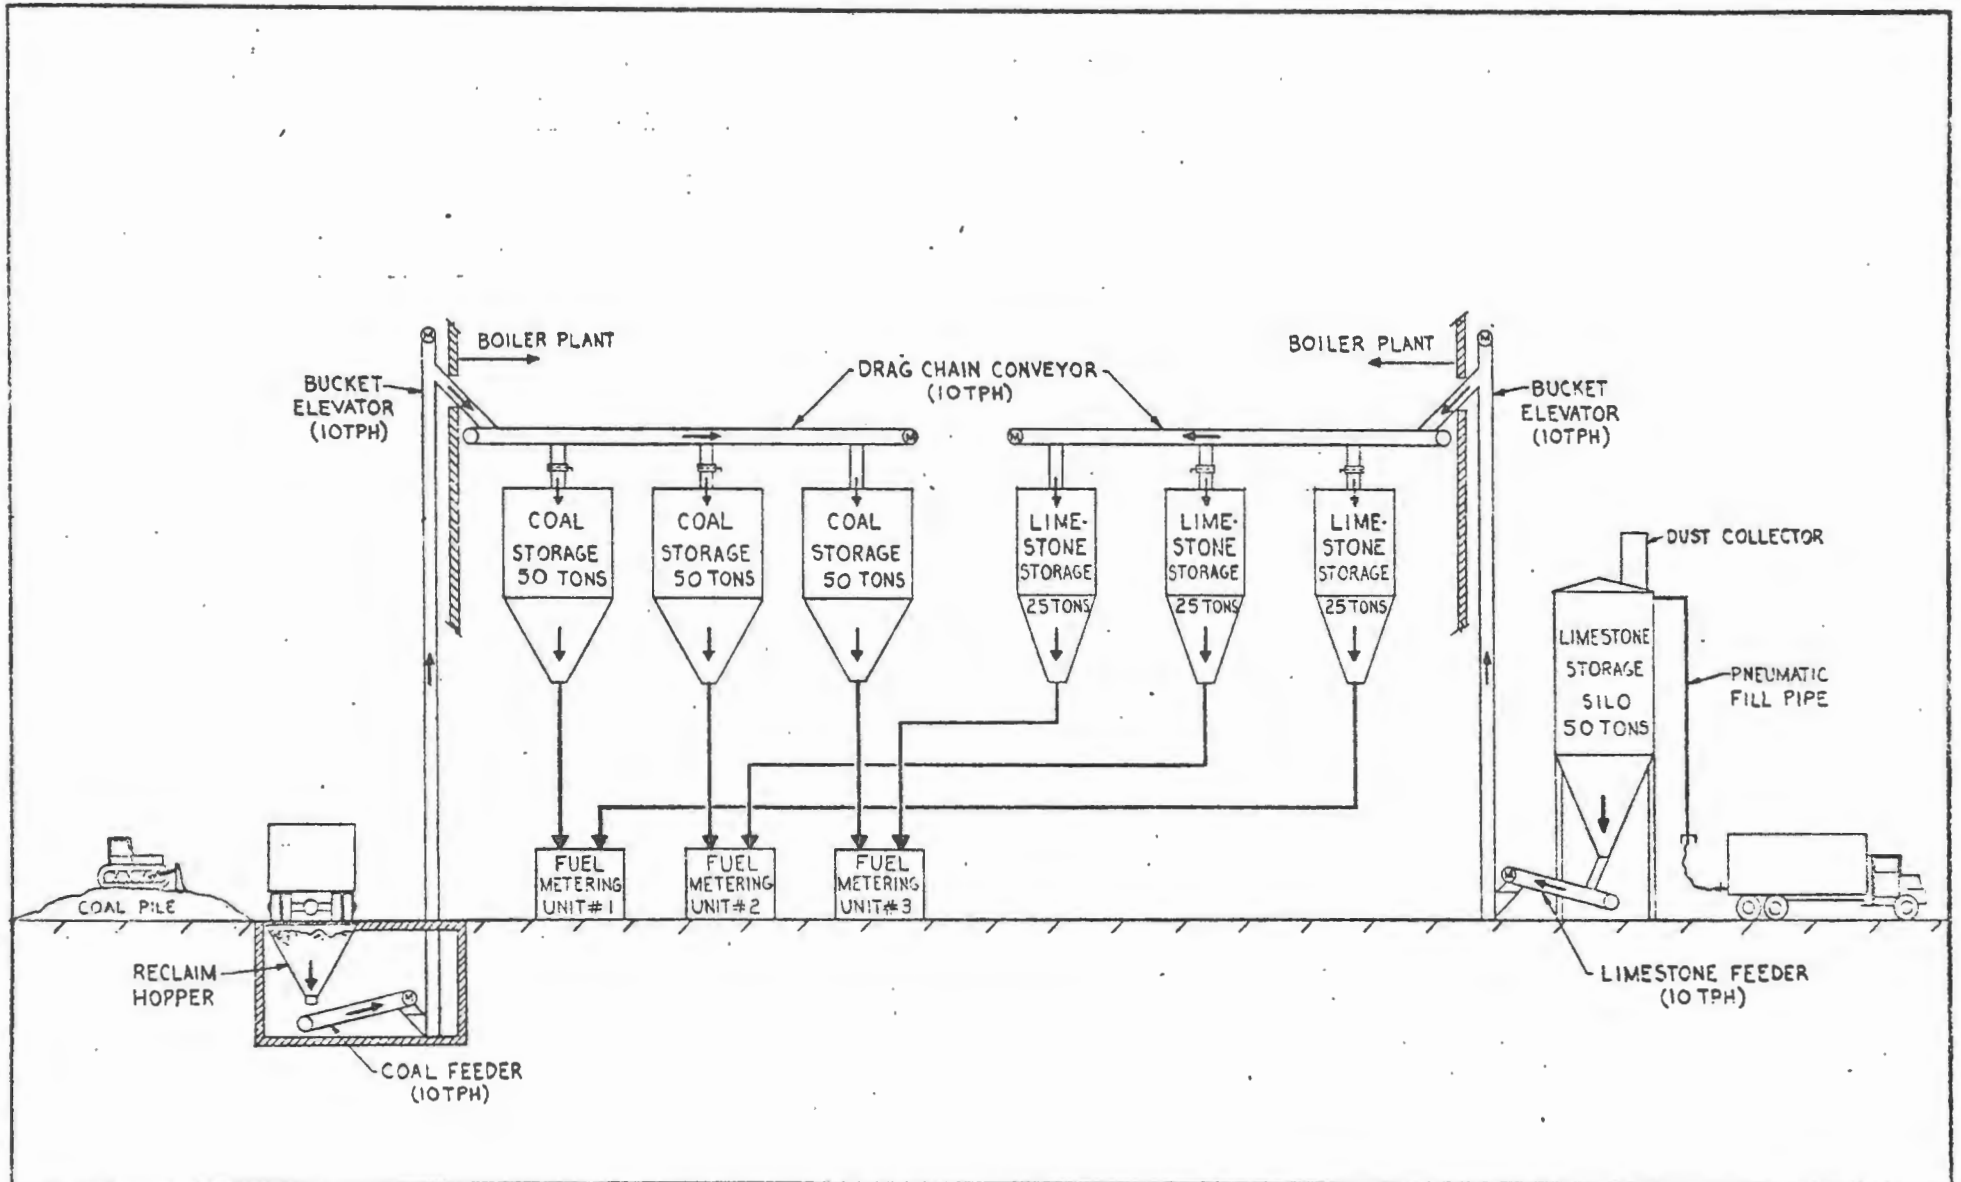 BOILER PLANT
BOILER PLANT
DRAG CHAIN CONVEYOR
(10TPH)
BUCKET
ELEVATOR
(10TPH)
BUCKET
ELEVATOR
(10TPH)
M
M
M
M
COAL
STORAGE
50 TONS
COAL
STORAGE
50 TONS
COAL
STORAGE
50 TONS
LIME-
STONE
STORAGE
25 TONS
LIME-
STONE
STORAGE
25 TONS
LIME-
STONE
STORAGE
25 TONS
DUST COLLECTOR
LIMESTONE
STORAGE
SILO
50 TONS
PNEUMATIC
FILL PIPE
COAL PILE
FUEL
METERING
UNIT#1
FUEL
METERING
UNIT#2
FUEL
METERING
UNIT#3
M
RECLAIM
HOPPER
M
LIMESTONE FEEDER
(10 TPH)
COAL FEEDER
(10TPH)